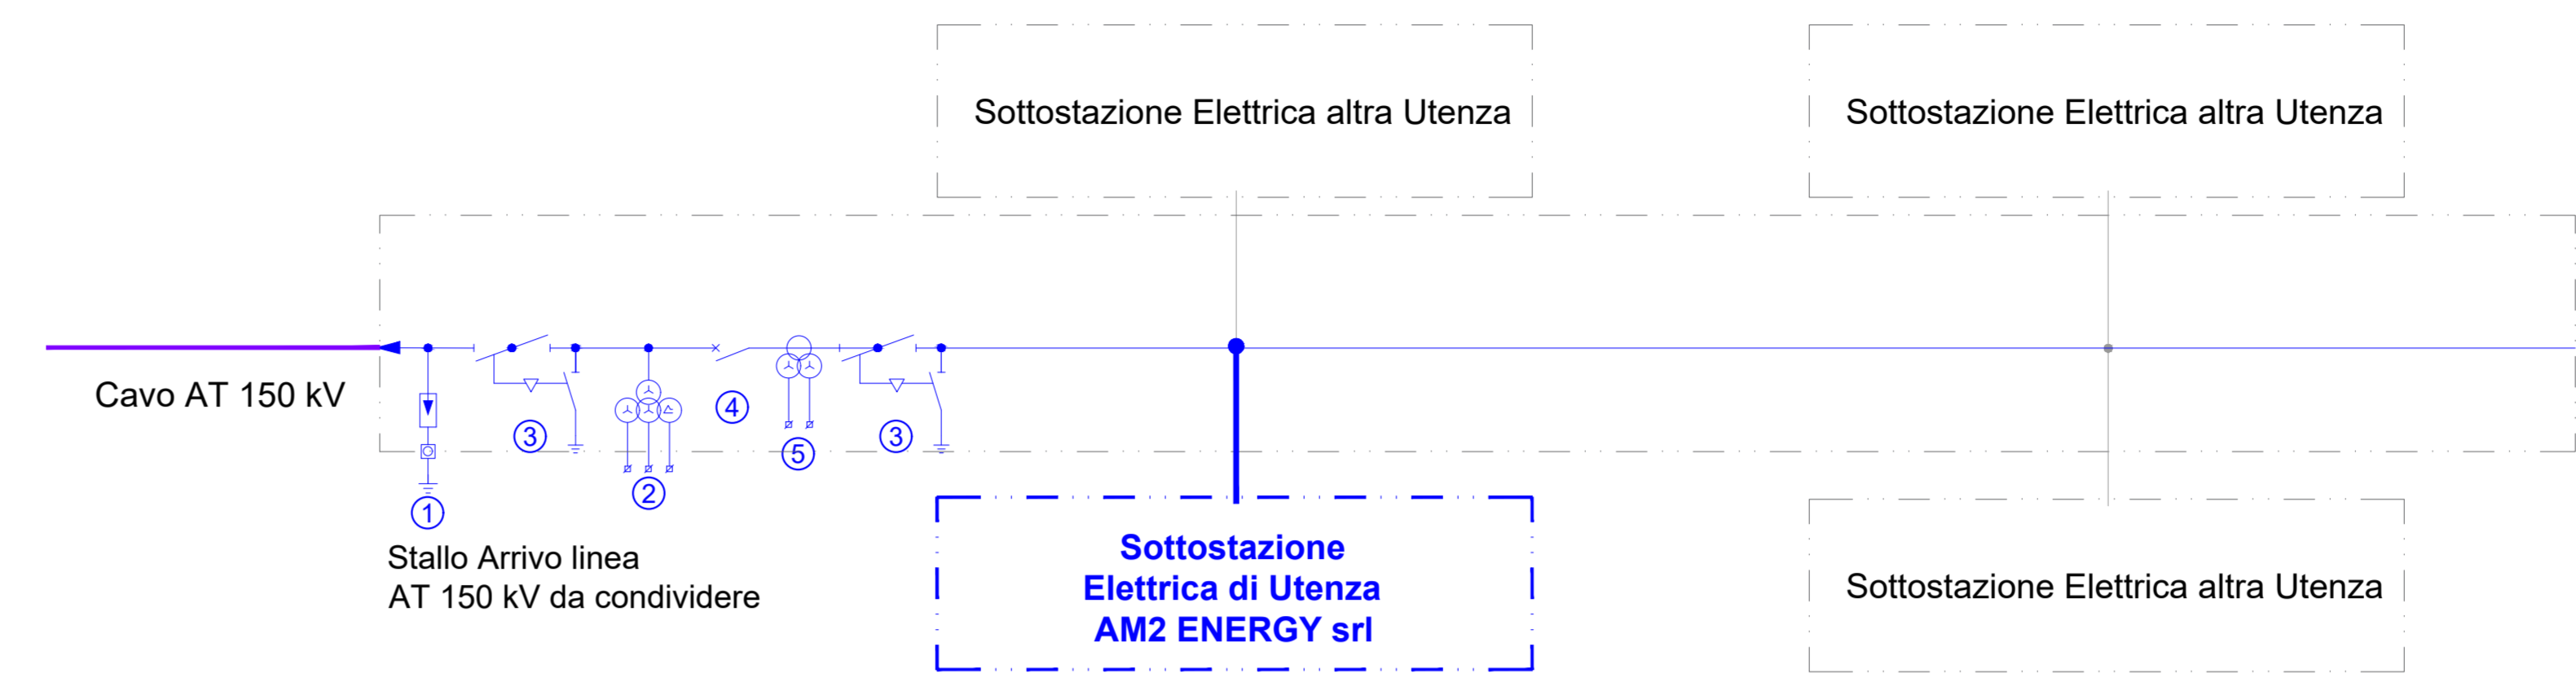 Sottostazione Elettrica altra Utenza
Sottostazione Elettrica altra Utenza
Cavo AT 150 kV
4
3
3
5
2
1
Stallo Arrivo linea
AT 150 kV da condividere
Sottostazione
Elettrica di Utenza
AM2 ENERGY srl
Sottostazione Elettrica altra Utenza